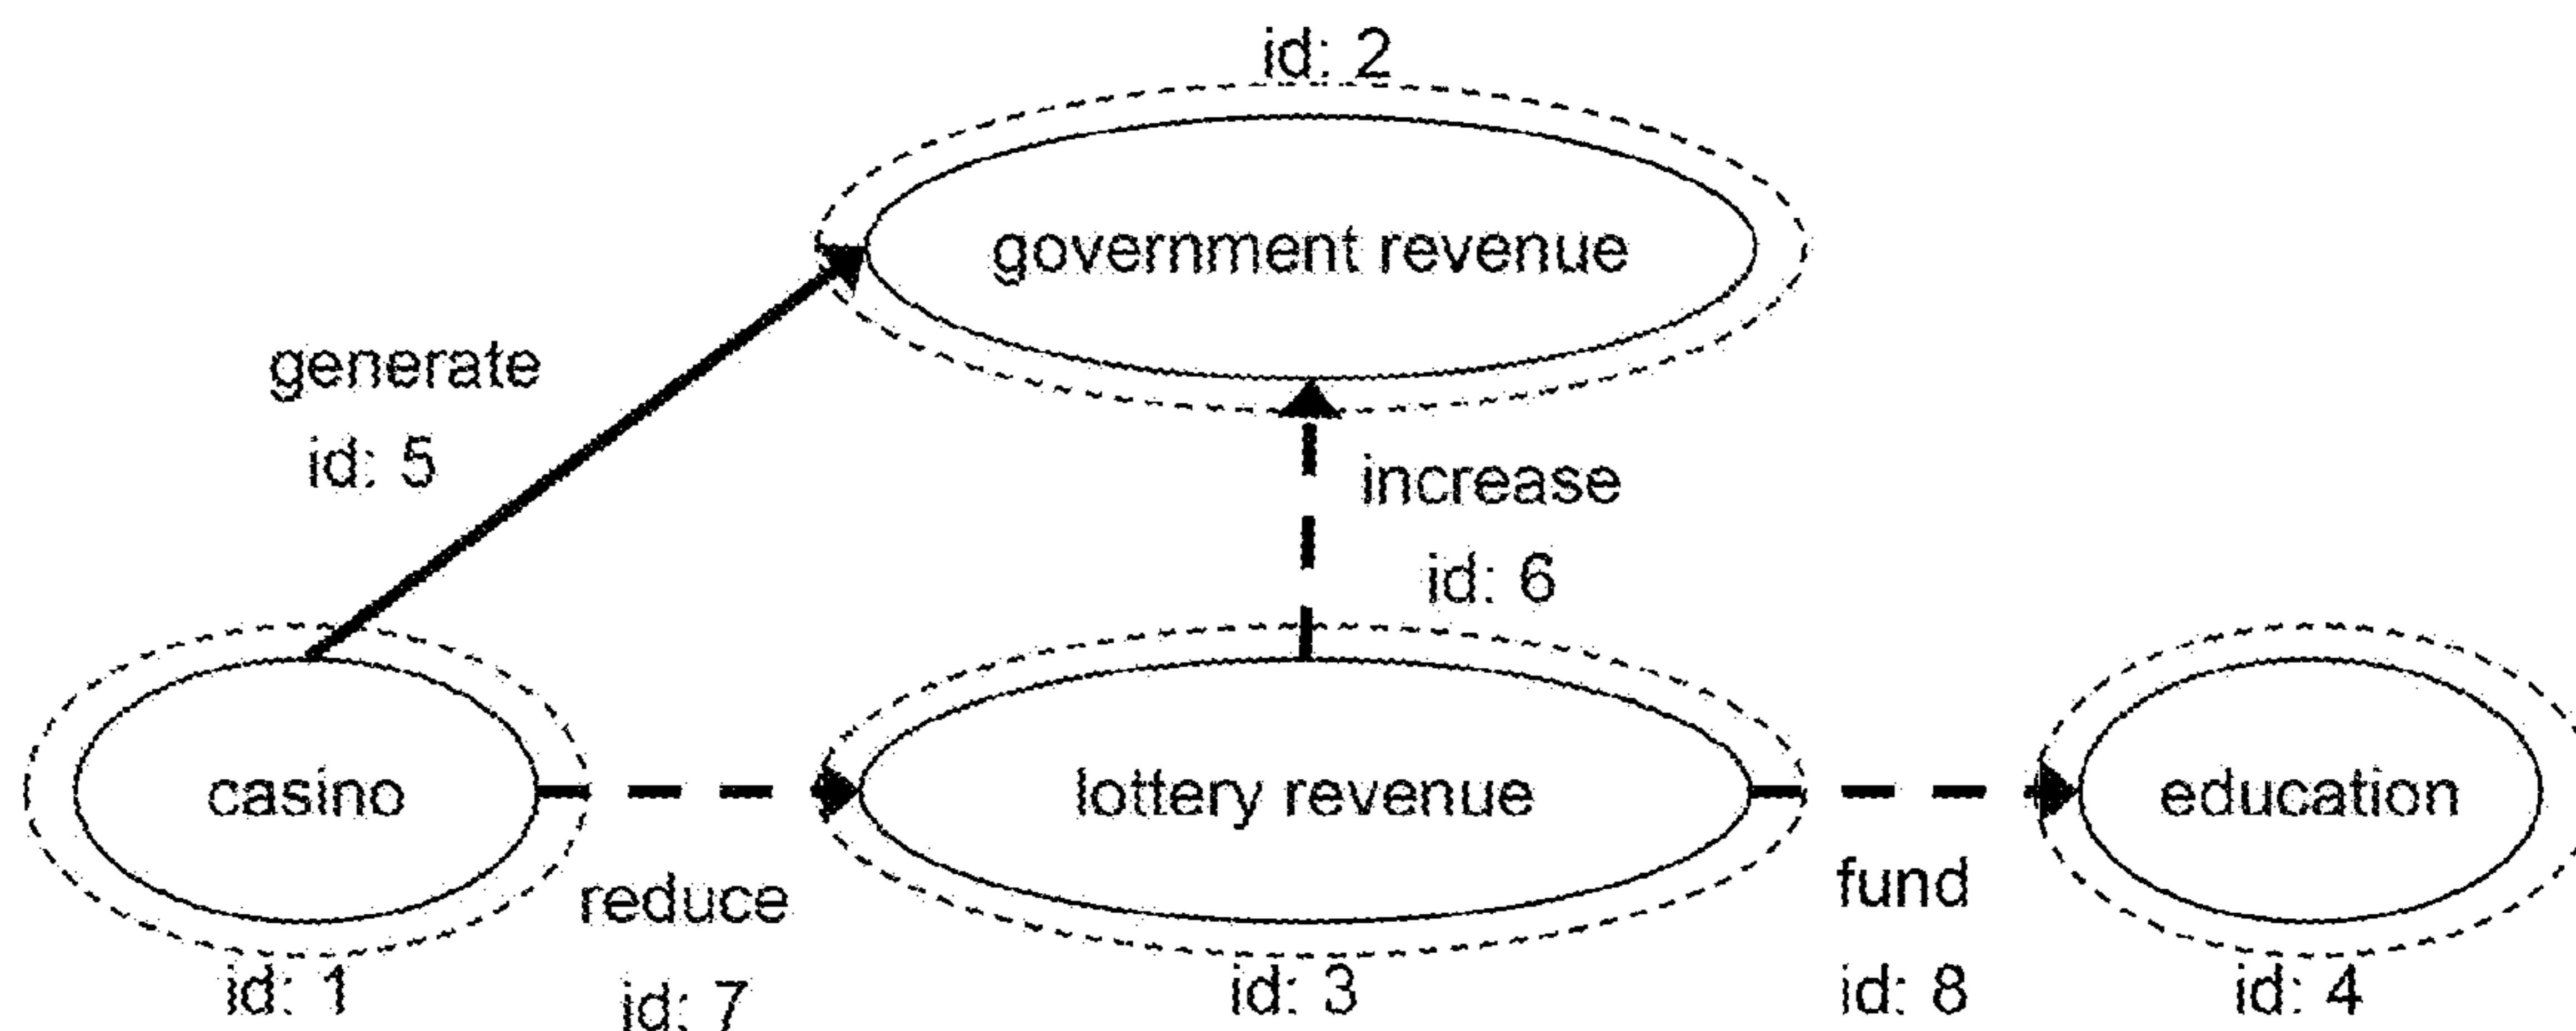 id: 2
government revenue
generate
id: 5
increase
id: 6
casino
lottery revenue
education
reduce
fund
id: 1
id: 7
id: 3
id: 8
id: 4